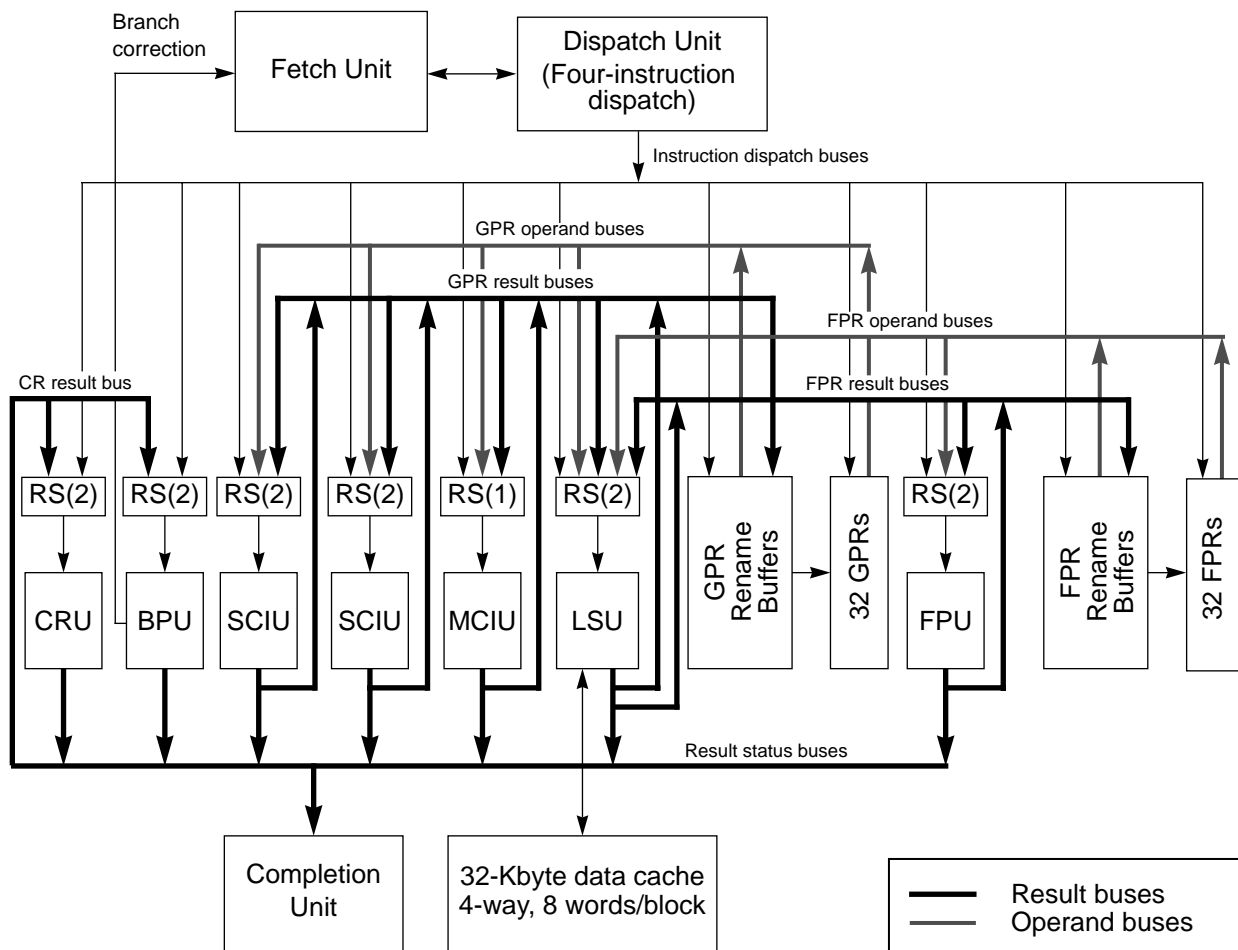 Branch
correction
Fetch Unit
Dispatch Unit
(Four-instruction
dispatch)
Instruction dispatch buses
GPR operand buses
GPR result buses
FPR operand buses
CR result bus
FPR result buses
RS(2)
RS(2)
RS(2)
RS(2)
RS(1)
RS(2)
RS(2)
CRU
BPU
SCIU
SCIU
MCIU
LSU
GPR
Rename
Buffers
32 GPRs
FPU
FPR
Rename
Buffers
32 FPRs
Result status buses
Completion
Unit
32-Kbyte data cache
4-way, 8 words/block
Result buses
Operand buses